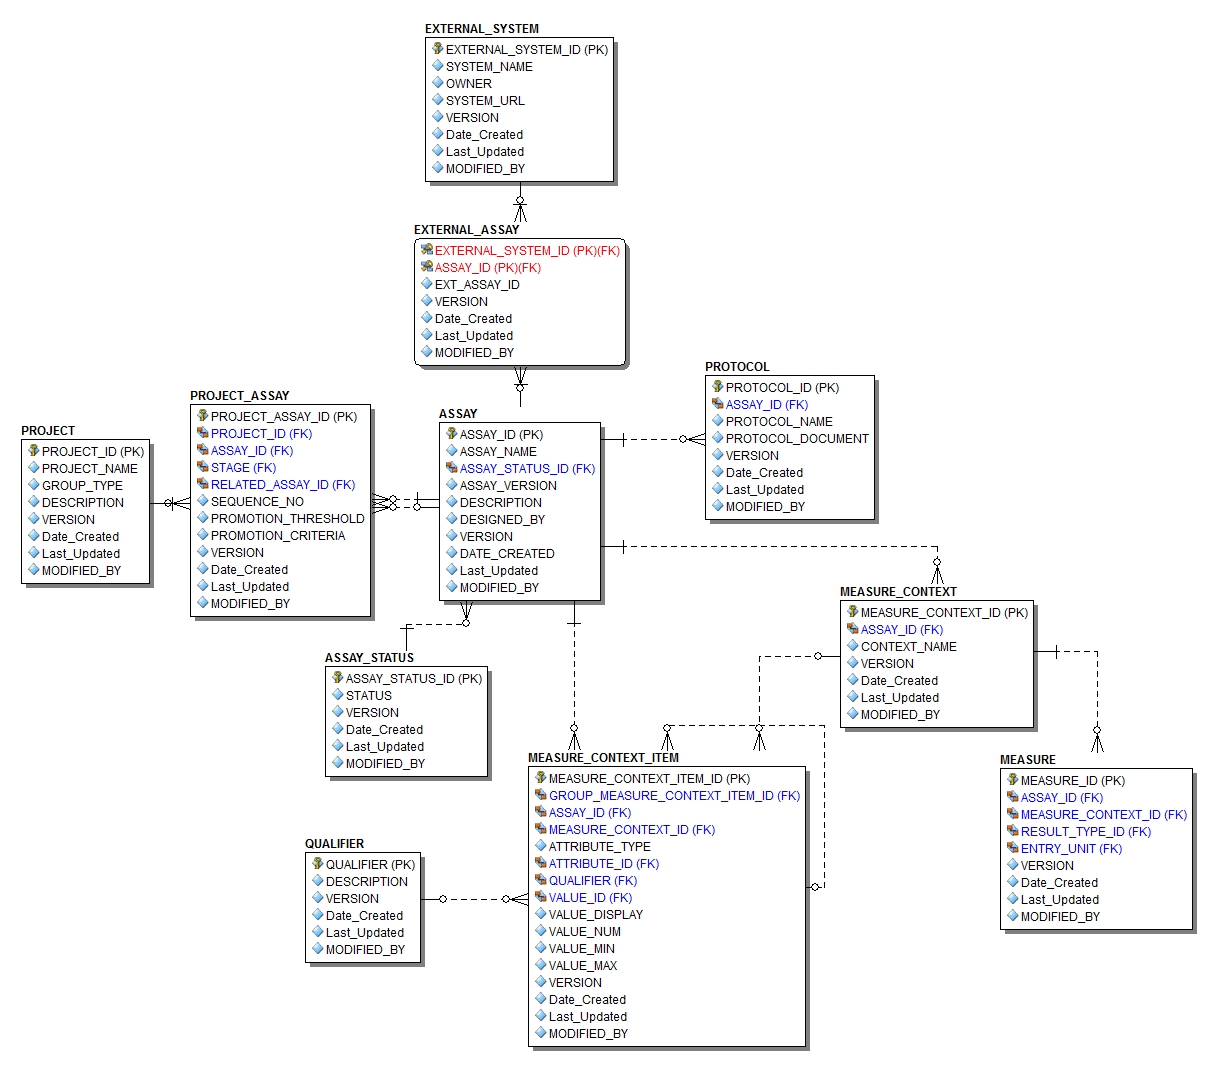 EXTERNAL_SYSTEM
EXTERNAL_SYSTEM_ID (PK)
SYSTEM_NAME
OWNER
SYSTEM_URL
VERSION
Date_Created
Last_Updated
MODIFIED_BY
EXTERNAL_ASSAY
EXTERNAL_SYSTEM_ID (PK)(FK)
ASSAY_ID (PK)(FK)
EXT_ASSAY_ID
VERSION
Date_Created
Last_Updated
MODIFIED_BY
PROJECT
PROJECT_ID (PK)
PROJECT_NAME
GROUP_TYPE
DESCRIPTION
VERSION
Date_Created
Last_Updated
MODIFIED_BY
PROJECT_ASSAY
PROJECT_ASSAY_ID (PK)
PROJECT_ID (FK)
ASSAY_ID (FK)
STAGE (FK)
RELATED_ASSAY_ID (FK)
SEQUENCE_NO
PROMOTION_THRESHOLD
PROMOTION_CRITERIA
VERSION
Date_Created
Last_Updated
MODIFIED_BY
ASSAY
ASSAY_ID (PK)
ASSAY_NAME
ASSAY_STATUS_ID (FK)
ASSAY_VERSION
DESCRIPTION
DESIGNED_BY
VERSION
DATE_CREATED
Last_Updated
MODIFIED_BY
PROTOCOL
PROTOCOL_ID (PK)
ASSAY_ID (FK)
PROTOCOL_NAME
PROTOCOL_DOCUMENT
VERSION
Date_Created
Last_Updated
MODIFIED_BY
MEASURE_CONTEXT
MEASURE_CONTEXT_ID (PK)
ASSAY_ID (FK)
CONTEXT_NAME
VERSION
Date_Created
Last_Updated
MODIFIED_BY
ASSAY_STATUS
ASSAY_STATUS_ID (PK)
STATUS
VERSION
Date_Created
Last_Updated
MODIFIED_BY
MEASURE_CONTEXT_ITEM
MEASURE_CONTEXT_ITEM_ID (PK)
GROUP_MEASURE_CONTEXT_ITEM_ID (FK)
ASSAY_ID (FK)
MEASURE_CONTEXT_ID (FK)
ATTRIBUTE_TYPE
ATTRIBUTE_ID (FK)
QUALIFIER (FK)
VALUE_ID (FK)
VALUE_DISPLAY
VALUE_NUM
VALUE_MIN
VALUE_MAX
VERSION
Date_Created
Last_Updated
MODIFIED_BY
MEASURE
MEASURE_ID (PK)
ASSAY_ID (FK)
MEASURE_CONTEXT_ID (FK)
RESULT_TYPE_ID (FK)
ENTRY_UNIT (FK)
VERSION
Date_Created
Last_Updated
MODIFIED_BY
QUALIFIER
QUALIFIER (PK)
DESCRIPTION
VERSION
Date_Created
Last_Updated
MODIFIED_BY